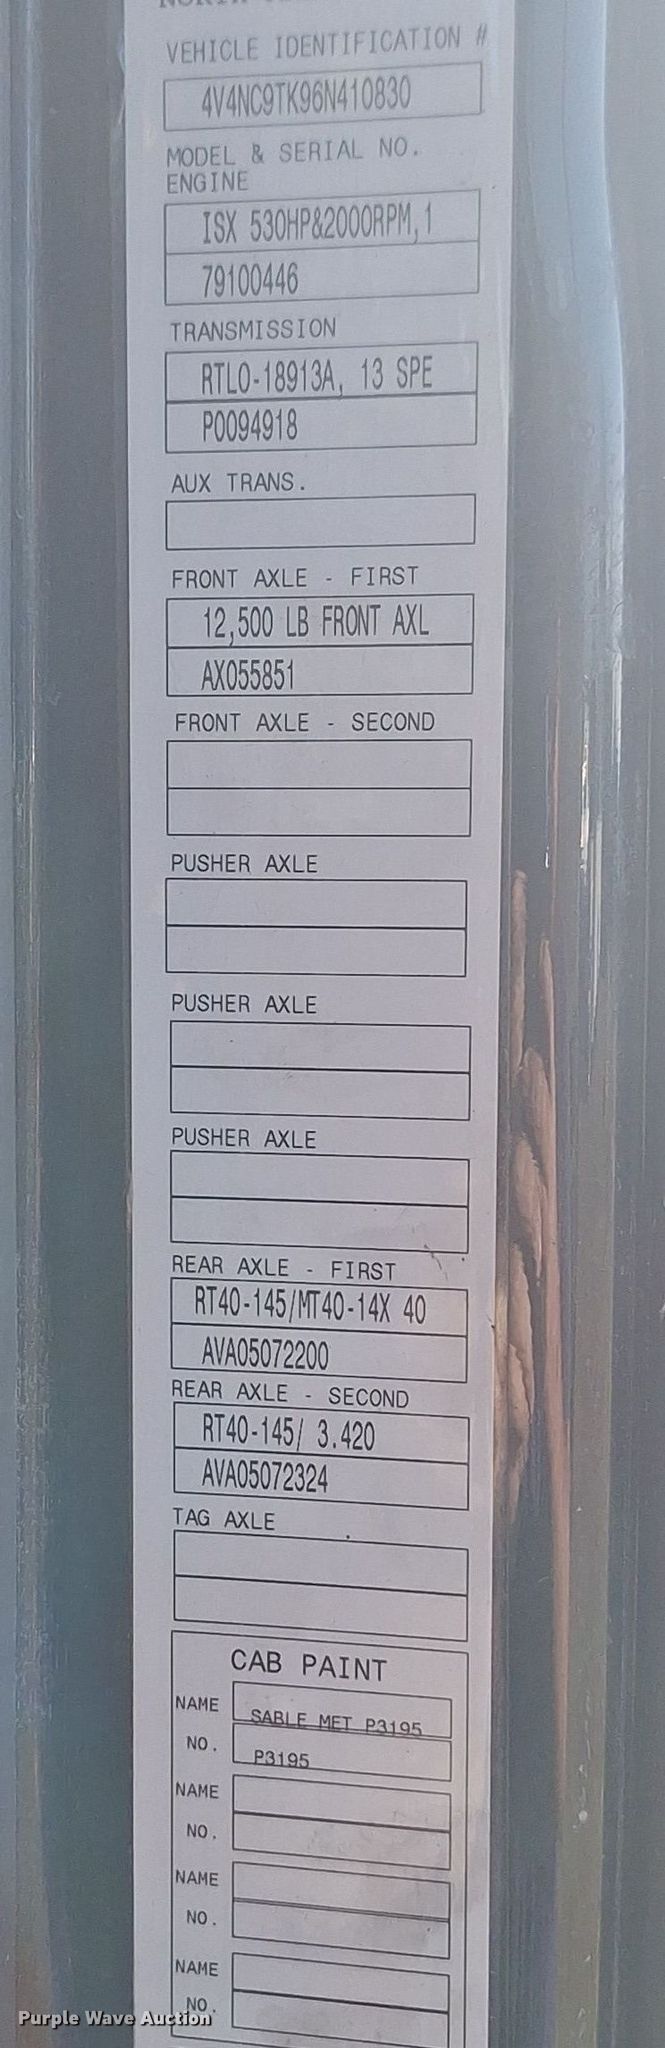 VEHICLE IDENTIFICATION #
4V4NC9TK96N410830
MODEL & SERIAL NO.
ENGINE
ISX 530HP&2000RPM,1
79100446
TRANSMISSION
RTLO-18913A, 13 SPE
P0094918
AUX TRANS.
FRONT AXLE - FIRST
12,500 LB FRONT AXL
AX055851
FRONT AXLE - SECOND
PUSHER AXLE
PUSHER AXLE
PUSHER AXLE
REAR AXLE - FIRST
RT40-145/MT40-14X 40
AVA05072200
REAR AXLE - SECOND
RT40-145/ 3.420
AVA05072324
TAG AXLE
CAB PAINT
NAME SABLE MET P3195
NO. P3195
NAME
NO.
NAME
NO.
NAME
NO.
Purple Wave Auction